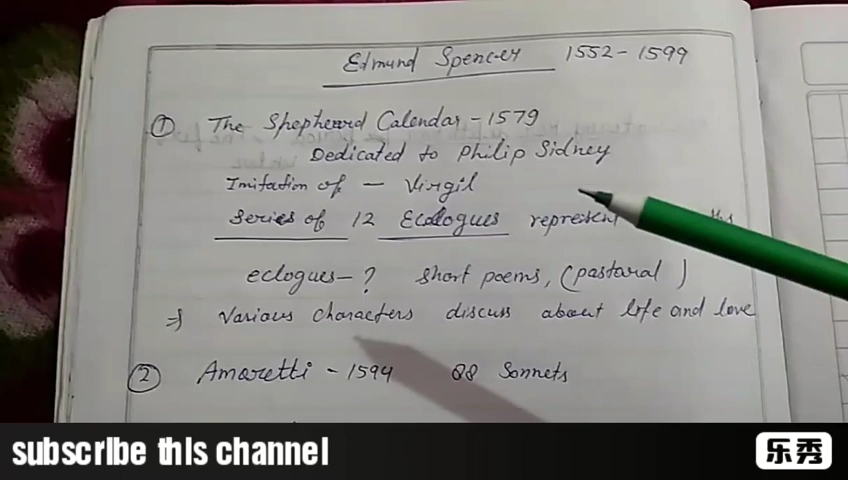 Edmund Spencer 1552-1599
① The Shepheard Calendar - 1579
Dedicated to Philip Sidney
Imitation of - Virgil
Series of 12 Ecologues represent
eclogues - ? short poems, (pastoral)
⇒ Various characters discuss about life and love
② Amoretti - 1594 88 Sonnets
subscribe this channel
乐秀